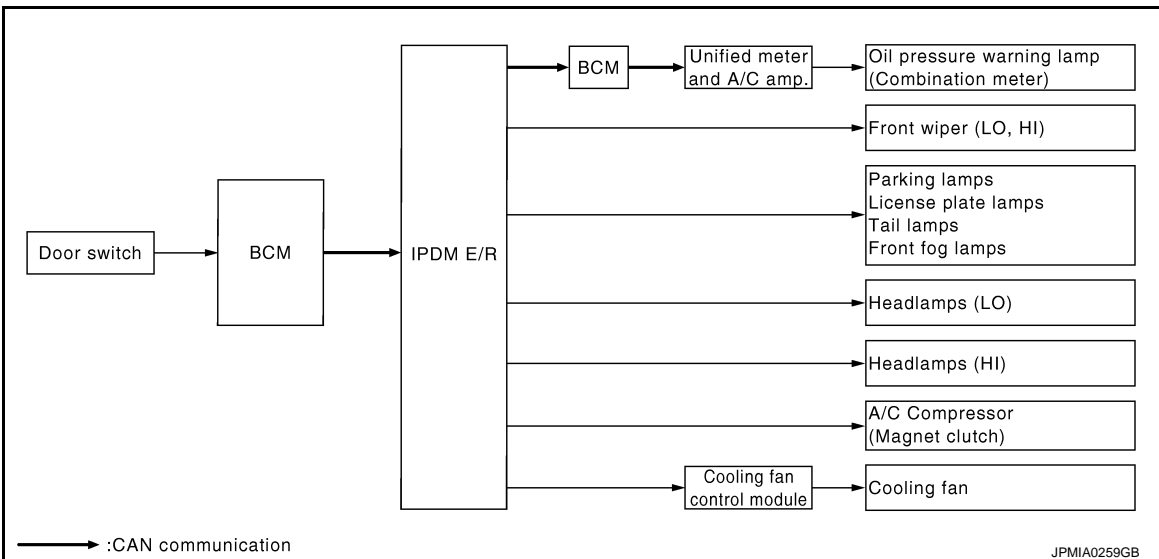 Door switch
BCM
IPDM E/R
BCM
Unified meter
and A/C amp.
Oil pressure warning lamp
(Combination meter)
Front wiper (LO, HI)
Parking lamps
License plate lamps
Tail lamps
Front fog lamps
Headlamps (LO)
Headlamps (HI)
A/C Compressor
(Magnet clutch)
Cooling fan
control module
Cooling fan
:CAN communication
JPMIA0259GB